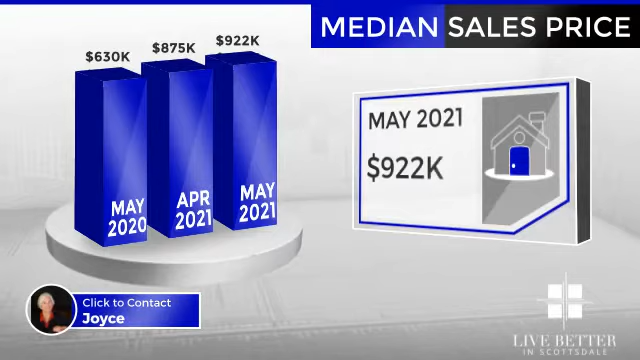 MEDIAN SALES PRICE
$630K
$875K
$922K
MAY
2020
APR
2021
MAY
2021
MAY 2021
$922K
Click to Contact
Joyce
LIVE BETTER
IN SCOTTSDALE